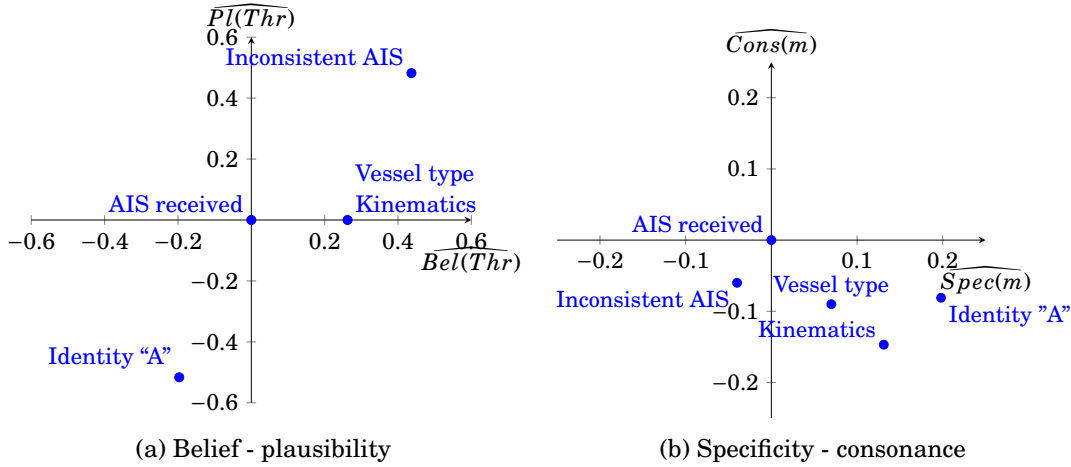 Pl(Thr)
0.6
Inconsistent AIS
0.4
0.2
Vessel type
AIS received
Kinematics
−0.6
−0.4
−0.2
0.2
0.4
0.6
Bel(Thr)
−0.2
−0.4
Identity “A”
−0.6
(a) Belief - plausibility
Cons(m)
0.2
0.1
AIS received
−0.2
−0.1
0.1
0.2
Spec(m)
Inconsistent AIS
Vessel type
−0.1
Identity ”A”
Kinematics
−0.2
(b) Specificity - consonance